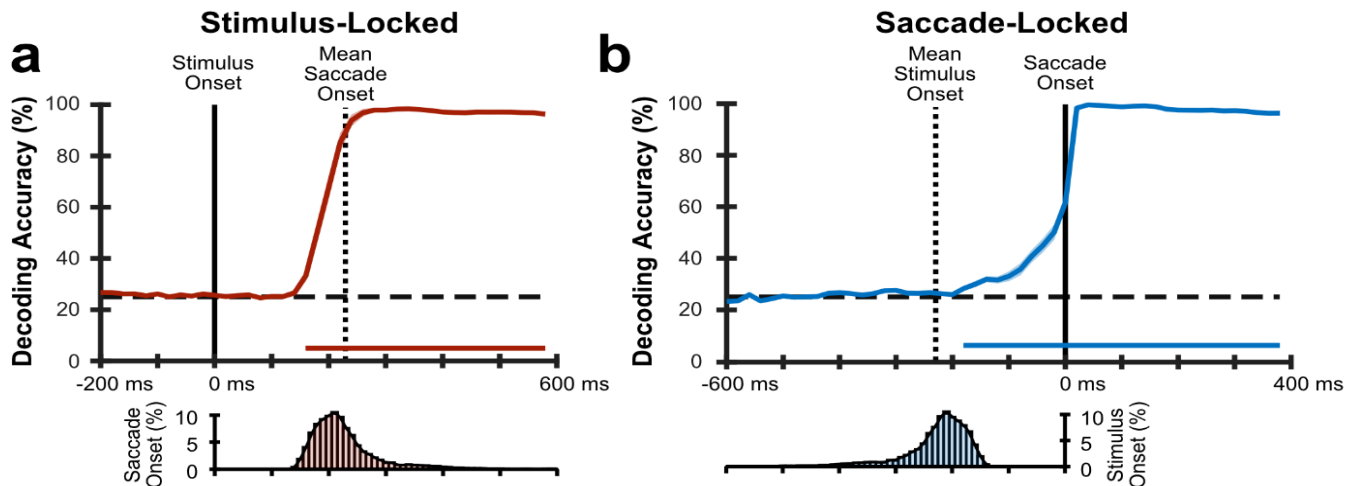 Stimulus-Locked
a
Stimulus
Onset
Mean
Saccade
Onset
Decoding Accuracy (%)
100
80
60
40
20
0
-200 ms
0 ms
600 ms
Saccade
Onset (%)
10
5
0
Saccade-Locked
b
Mean
Stimulus
Onset
Saccade
Onset
Decoding Accuracy (%)
100
80
60
40
20
0
-600 ms
0 ms
400 ms
10
5
0
Stimulus
Onset (%)